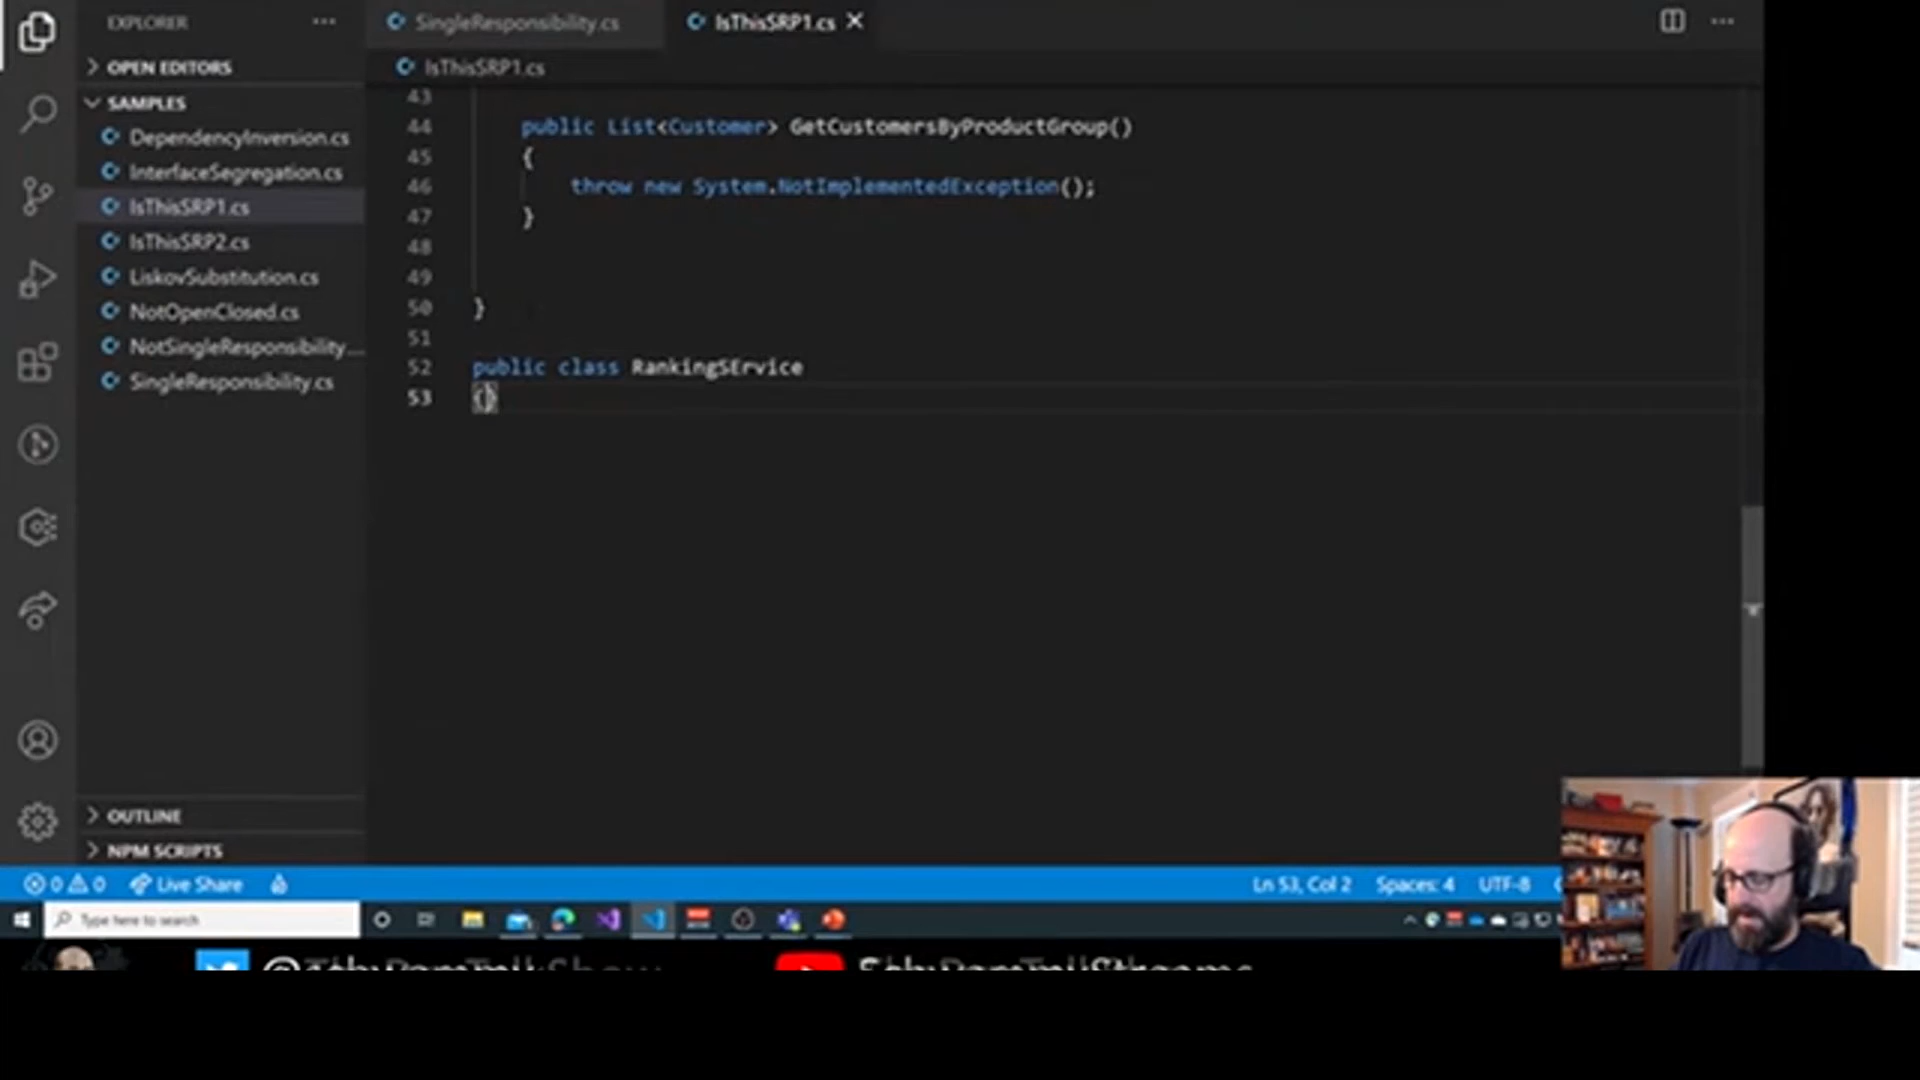 EXPLORER
SingleResponsibility.cs
IsThisSRP1.cs
OPEN EDITORS
IsThisSRP1.cs
SAMPLES
DependencyInversion.cs
InterfaceSegregation.cs
IsThisSRP1.cs
IsThisSRP2.cs
LiskovSubstitution.cs
NotOpenClosed.cs
NotSingleResponsibility....
SingleResponsibility.cs
43
44 public List<Customer> GetCustomersByProductGroup()
45 {
46 throw new System.NotImplementedException();
47 }
48
49
50 }
51
52 public class RankingSErvice
53 {}
OUTLINE
NPM SCRIPTS
0 0 Live Share
Ln 53, Col 2 Spaces: 4 UTF-8
Type here to search